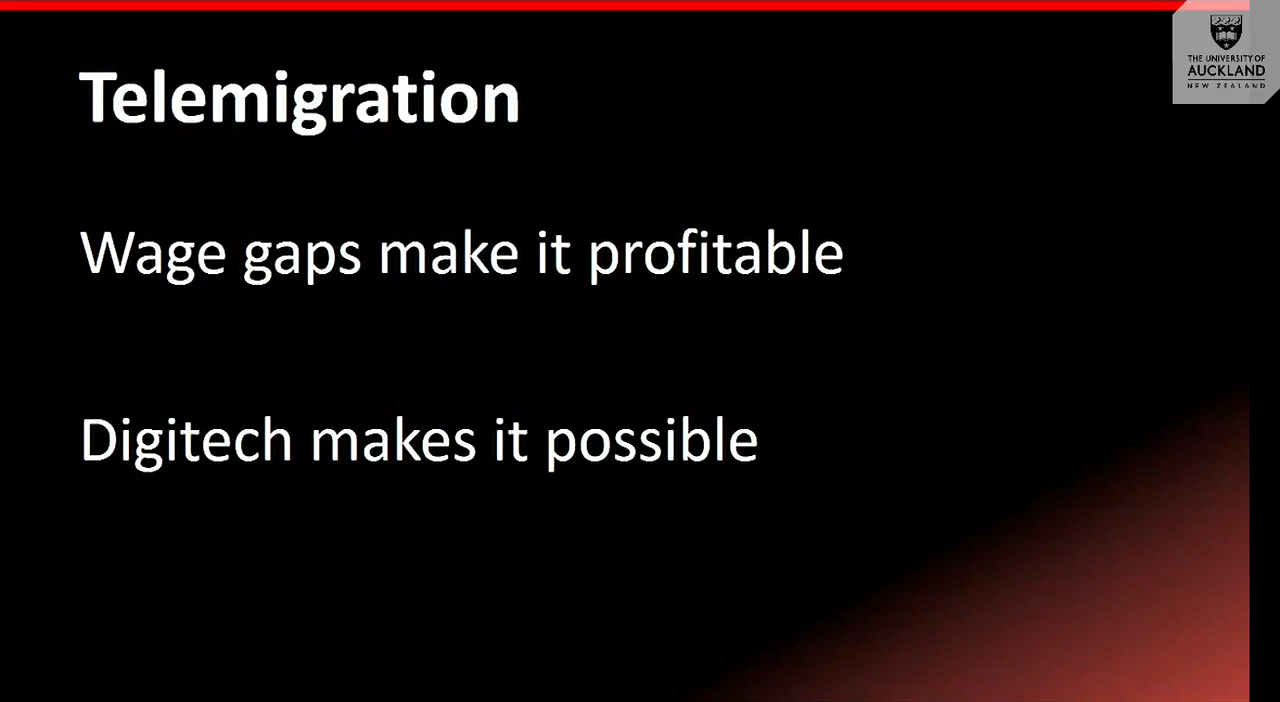 THE UNIVERSITY OF
AUCKLAND
NEW ZEALAND
Telemigration
Wage gaps make it profitable
Digitech makes it possible